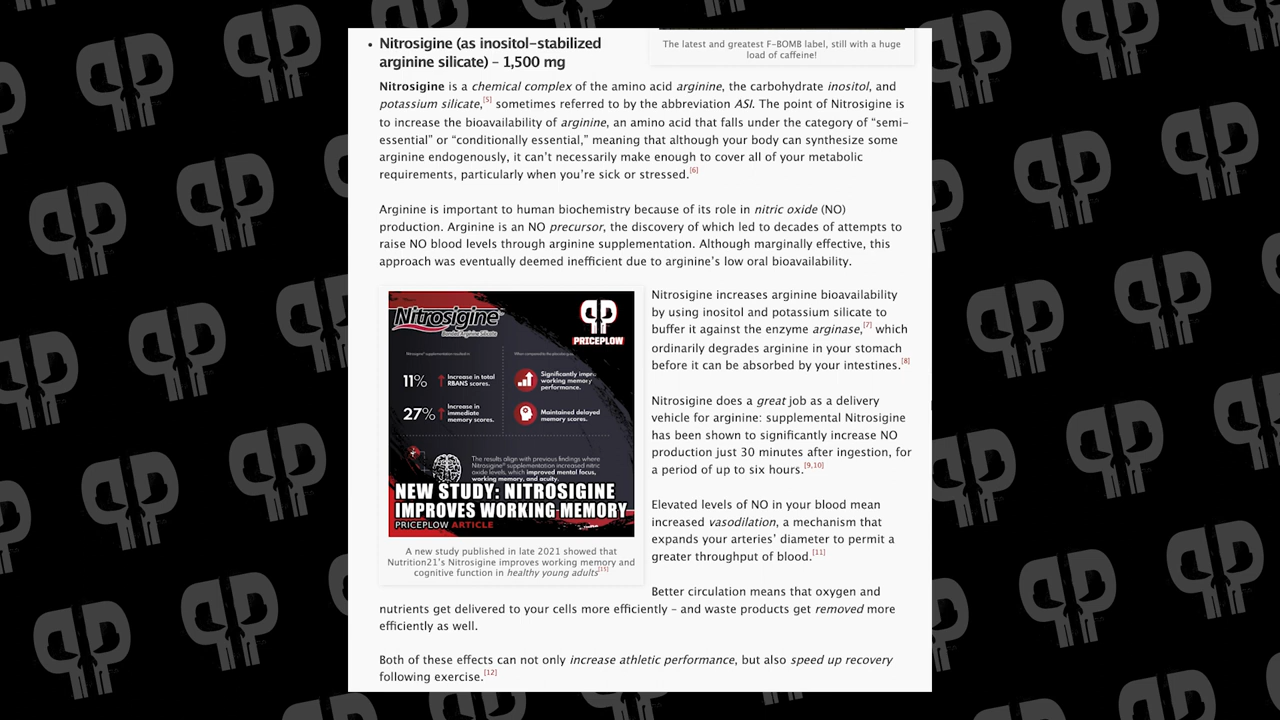 The latest and greatest F-BOMB label, still with a huge
load of caffeine!
• Nitrosigine (as inositol-stabilized
arginine silicate) – 1,500 mg
Nitrosigine is a chemical complex of the amino acid arginine, the carbohydrate inositol, and
potassium silicate,[5] sometimes referred to by the abbreviation ASI. The point of Nitrosigine is
to increase the bioavailability of arginine, an amino acid that falls under the category of “semi-
essential” or “conditionally essential,” meaning that although your body can synthesize some
arginine endogenously, it can’t necessarily make enough to cover all of your metabolic
requirements, particularly when you’re sick or stressed.[6]
Arginine is important to human biochemistry because of its role in nitric oxide (NO)
production. Arginine is an NO precursor, the discovery of which led to decades of attempts to
raise NO blood levels through arginine supplementation. Although marginally effective, this
approach was eventually deemed inefficient due to arginine’s low oral bioavailability.
Nitrosigine
Bonded Arginine Silicate
PRICEPLOW
Nitrosigine® supplementation resulted in
When compared to the placebo group,
11% Increase in total
RBANS scores.
Significantly impro
working memory
performance.
27% Increase in
immediate
memory scores.
Maintained delayed
memory scores.
The results align with previous findings where
Nitrosigine® supplementation increased nitric
oxide levels, which improved mental focus,
working memory, and acuity.
NEW STUDY: NITROSIGINE
IMPROVES WORKING MEMORY
PRICEPLOW ARTICLE
A new study published in late 2021 showed that
Nutrition21’s Nitrosigine improves working memory and
cognitive function in healthy young adults[15]
Nitrosigine increases arginine bioavailability
by using inositol and potassium silicate to
buffer it against the enzyme arginase,[7] which
ordinarily degrades arginine in your stomach
before it can be absorbed by your intestines.[8]
Nitrosigine does a great job as a delivery
vehicle for arginine: supplemental Nitrosigine
has been shown to significantly increase NO
production just 30 minutes after ingestion, for
a period of up to six hours.[9,10]
Elevated levels of NO in your blood mean
increased vasodilation, a mechanism that
expands your arteries’ diameter to permit a
greater throughput of blood.[11]
Better circulation means that oxygen and
nutrients get delivered to your cells more efficiently – and waste products get removed more
efficiently as well.
Both of these effects can not only increase athletic performance, but also speed up recovery
following exercise.[12]